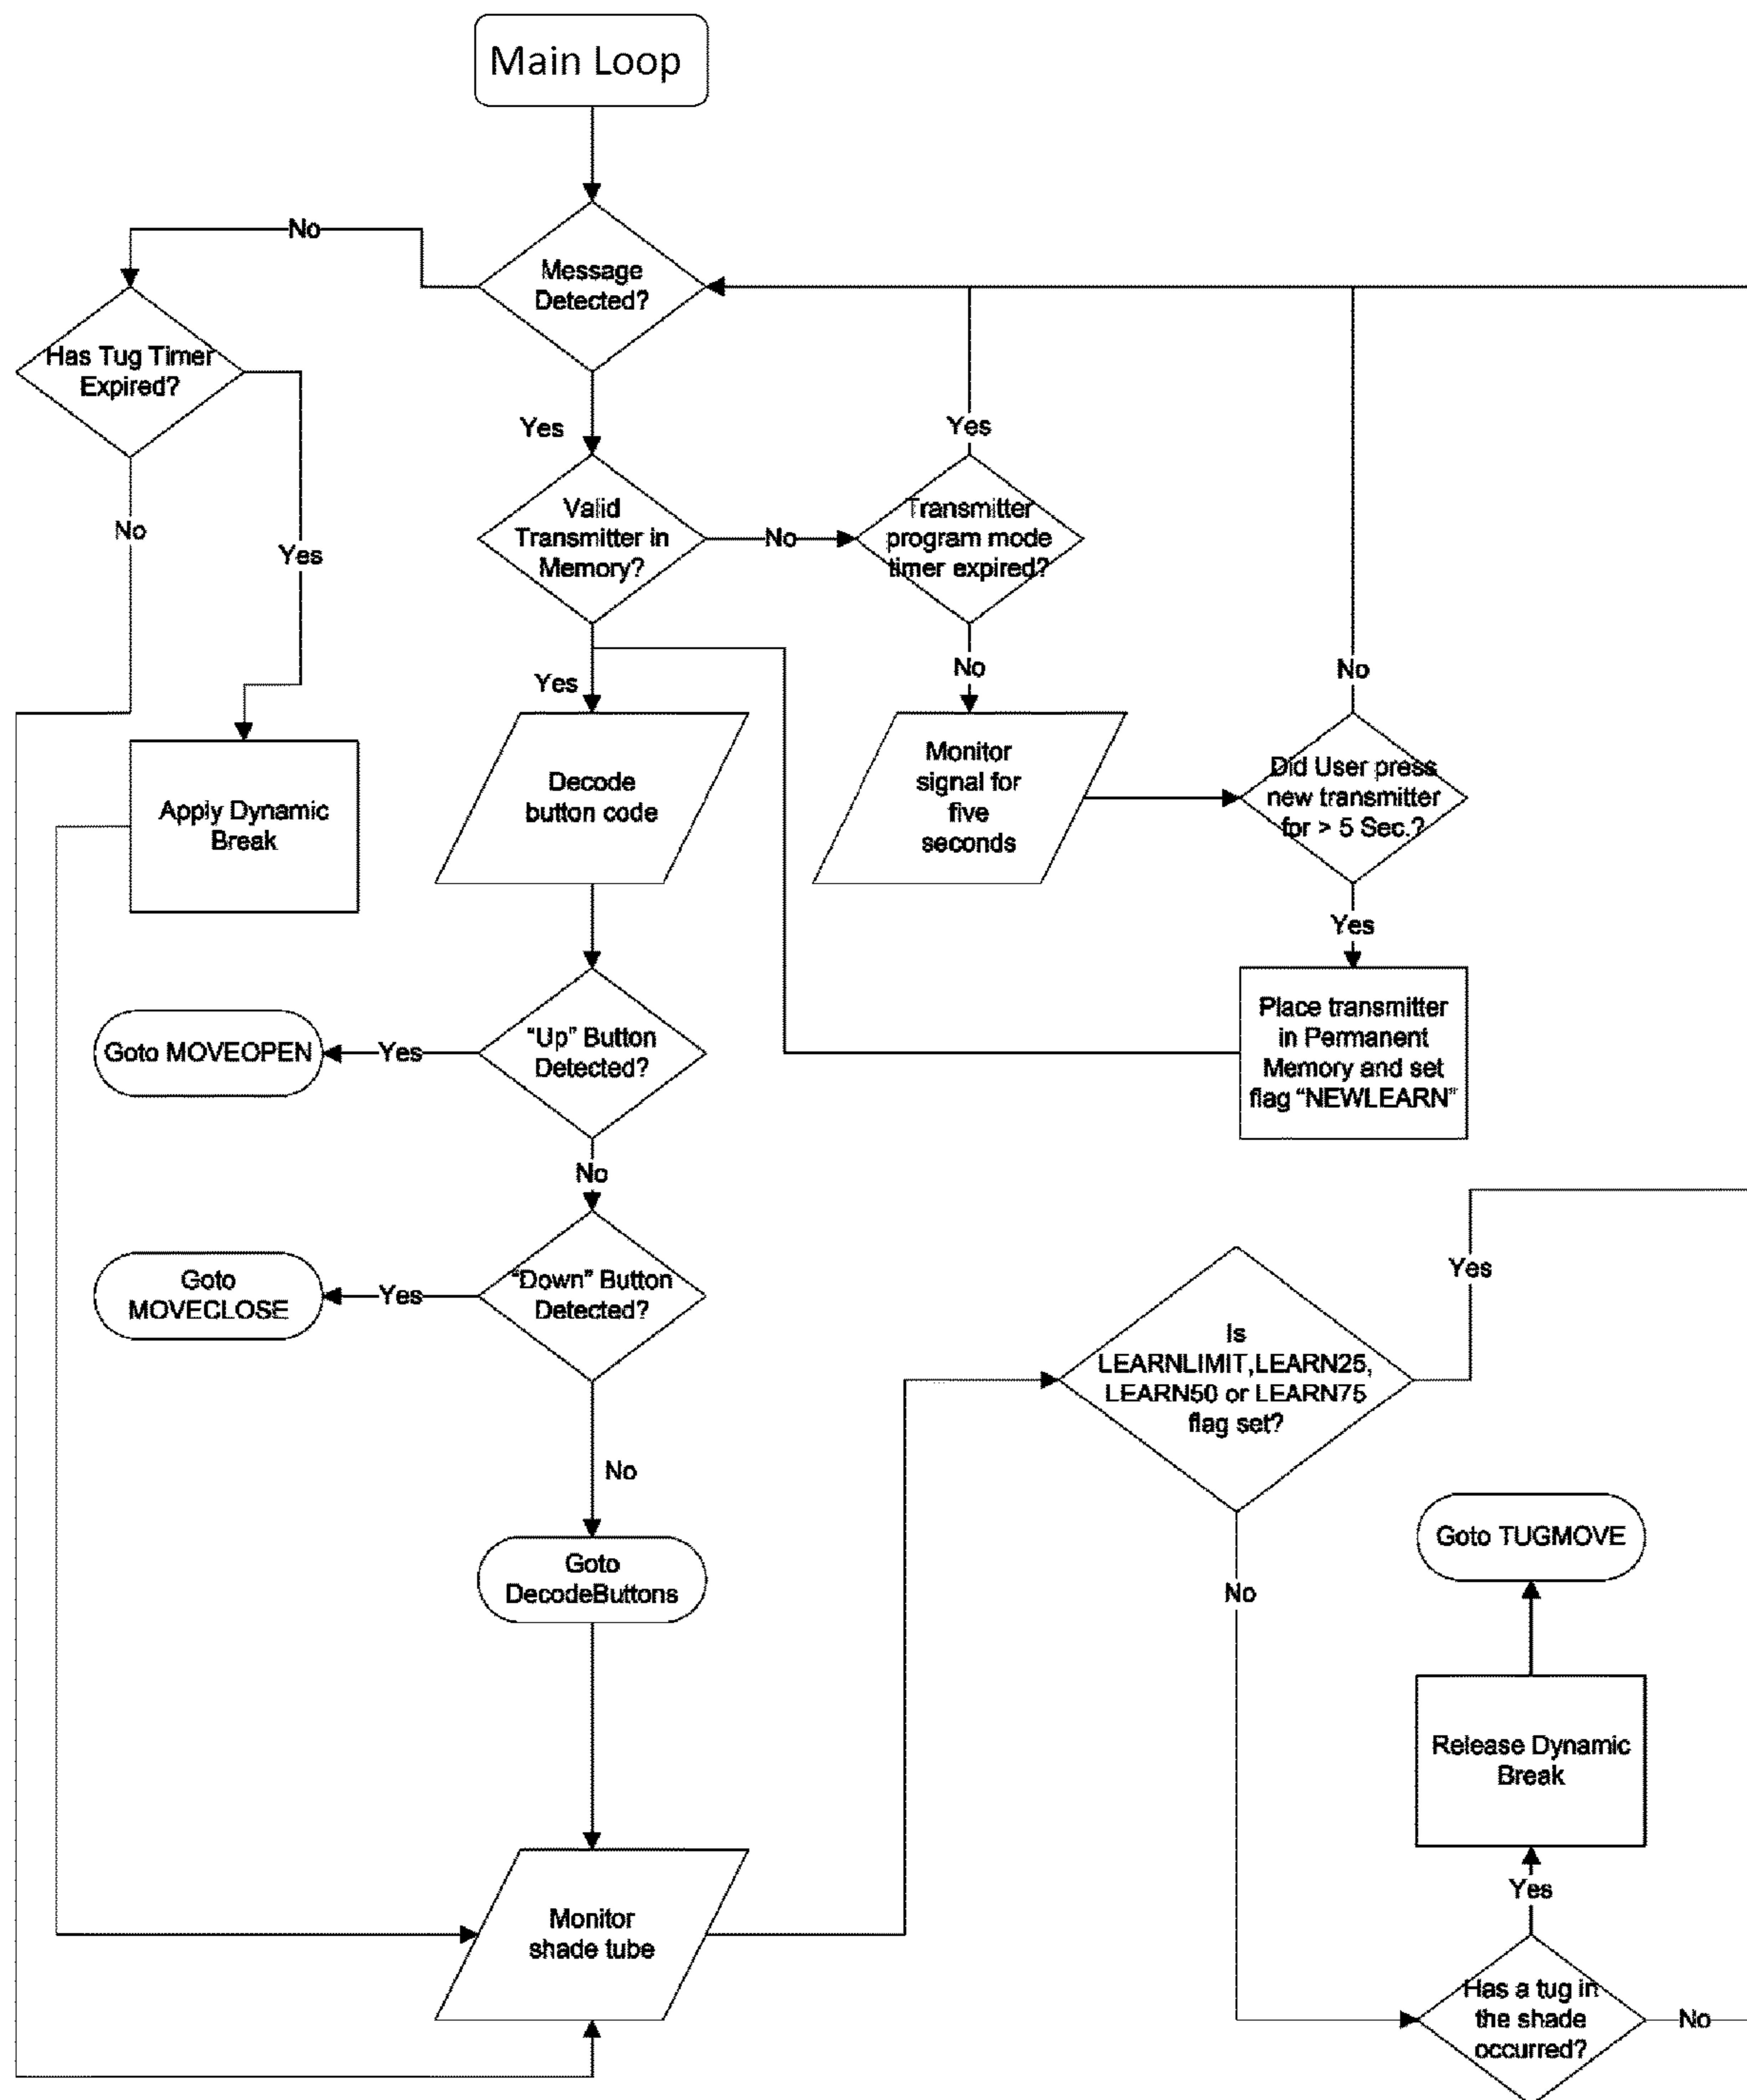 Main Loop
No
Message
Detected?
Has Tug Timer
Expired?
Yes
Yes
No
Yes
Valid
Transmitter in
Memory?
No
Transmitter
program mode
timer expired?
No
Yes
No
Apply Dynamic
Break
Decode
button code
Monitor
signal for
five
seconds
Did User press
new transmitter
for > 5 Sec.?
Yes
Place transmitter
in Permanent
Memory and set
flag “NEWLEARN”
Goto MOVEOPEN
Yes
“Up” Button
Detected?
No
Goto
MOVECLOSE
Yes
“Down” Button
Detected?
Is
LEARNLIMIT,LEARN25,
LEARN50 or LEARN75
flag set?
Yes
No
Goto
DecodeButtons
No
Goto TUGMOVE
Release Dynamic
Break
Yes
Monitor
shade tube
Has a tug in
the shade
occurred?
No